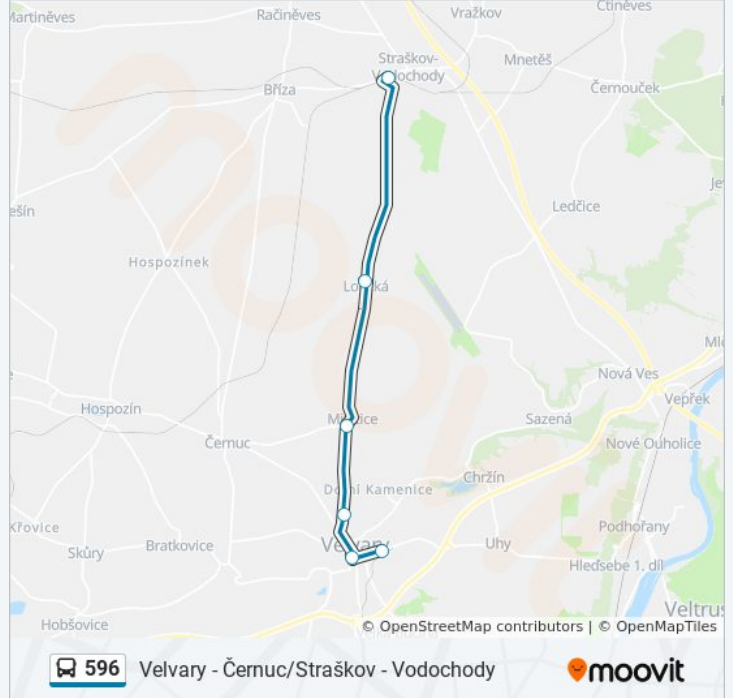 Martiněves
Račiněves
Vražkov
Ctiněves
Straškov-
Vodochody
Mnetěš
Bříza
Černouček
Ledčice
Hospozínek
Nová Ves
Vepřek
Hospozín
Sazená
Černuc
Nové Ouholice
Chržín
Dolní Kamenice
Podhořany
Velvary
Uhy
Skůry
Bratkovice
Hleďsebe 1. díl
Hobšovice
© OpenStreetMap contributors | © OpenMapTiles
596 Velvary - Černuc/Straškov - Vodochody
moovit